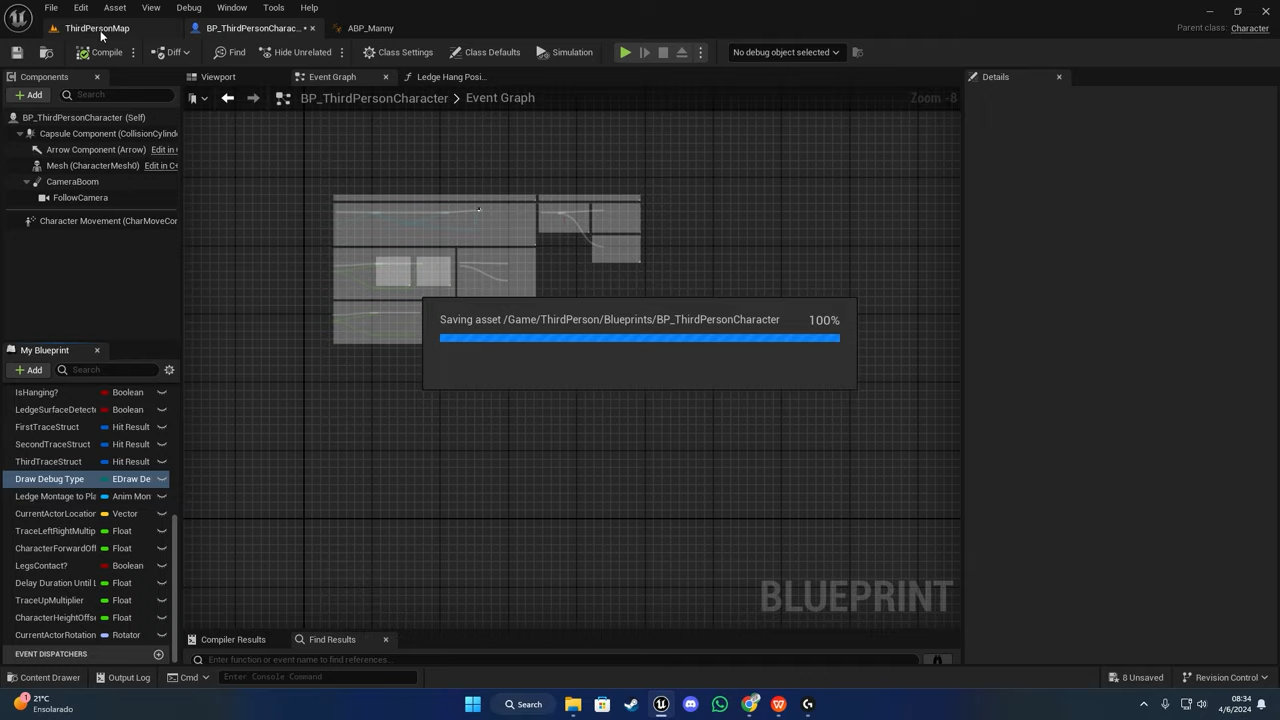 File Edit Asset View Debug Window Tools Help
ThirdPersonMap BP_ThirdPersonCharac... ABP_Manny Parent class: Character
Compile Diff Find Hide Unrelated Class Settings Class Defaults Simulation No debug object selected
Components Viewport Event Graph Ledge Hang Posi... Details
Add Search BP_ThirdPersonCharacter > Event Graph Zoom -8
BP_ThirdPersonCharacter (Self)
Capsule Component (CollisionCylinde
Arrow Component (Arrow) Edit in C
Mesh (CharacterMesh0) Edit in C+
CameraBoom
FollowCamera
Character Movement (CharMoveCor
Saving asset /Game/ThirdPerson/Blueprints/BP_ThirdPersonCharacter 100%
My Blueprint
Add Search
IsHanging? Boolean
LedgeSurfaceDetecte Boolean
FirstTraceStruct Hit Result
SecondTraceStruct Hit Result
ThirdTraceStruct Hit Result
Draw Debug Type EDraw De
Ledge Montage to Pla Anim Mon
CurrentActorLocation Vector
TraceLeftRightMultip Float
CharacterForwardOff Float
LegsContact? Boolean
Delay Duration Until L Float
TraceUpMultiplier Float
CharacterHeightOffse Float
CurrentActorRotation Rotator
BLUEPRINT
EVENT DISPATCHERS
Compiler Results Find Results
Enter function or event name to find references...
Content Drawer Output Log Cmd Enter Console Command 8 Unsaved Revision Control
1
21°C
Ensolarado
Search
08:34
4/6/2024